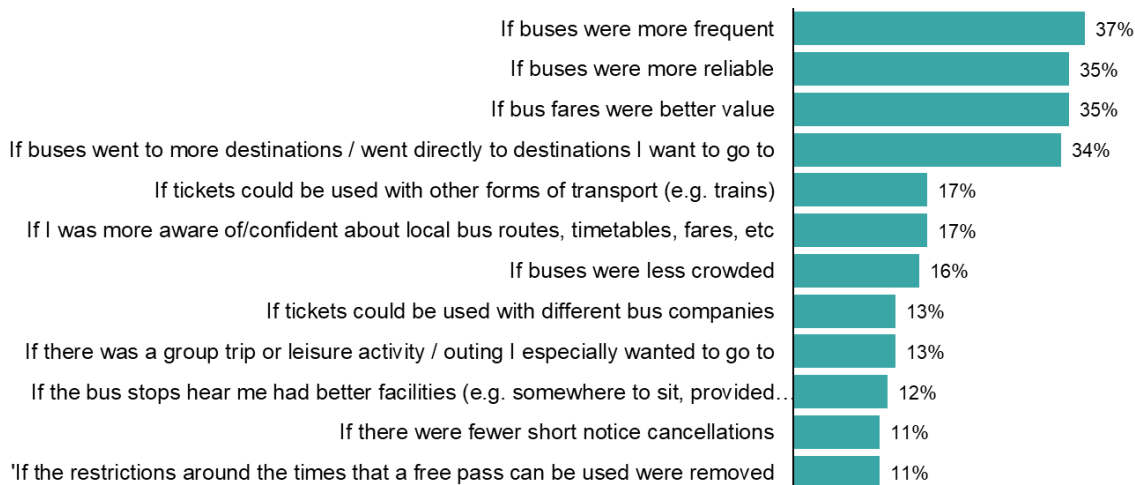 If buses were more frequent 37%
If buses were more reliable 35%
If bus fares were better value 35%
If buses went to more destinations / went directly to destinations I want to go to 34%
If tickets could be used with other forms of transport (e.g. trains) 17%
If I was more aware of/confident about local bus routes, timetables, fares, etc 17%
If buses were less crowded 16%
If tickets could be used with different bus companies 13%
If there was a group trip or leisure activity / outing I especially wanted to go to 13%
If the bus stops hear me had better facilities (e.g. somewhere to sit, provided… 12%
If there were fewer short notice cancellations 11%
'If the restrictions around the times that a free pass can be used were removed 11%